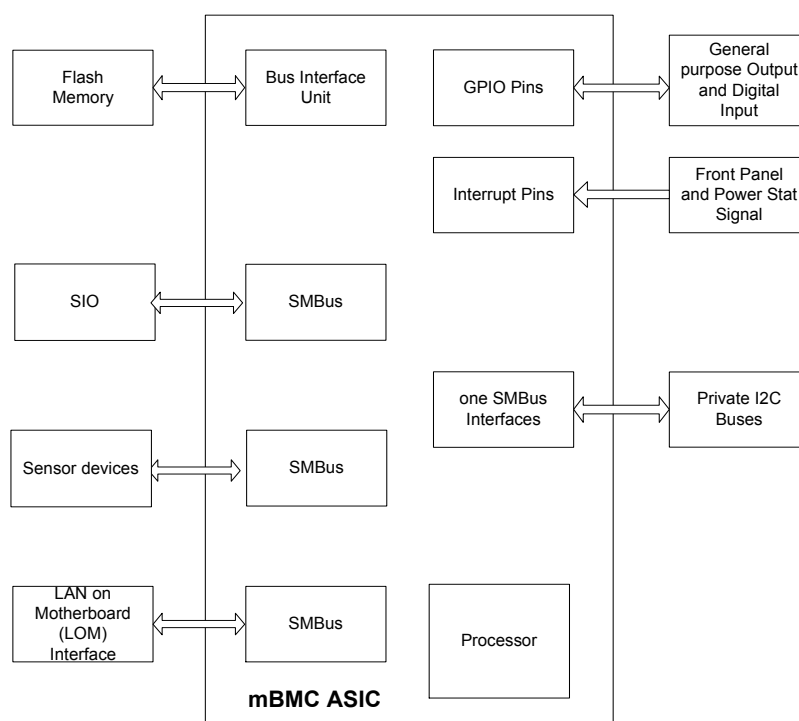 Flash
Memory
Bus Interface
Unit
GPIO Pins
General
purpose Output
and Digital
Input
Interrupt Pins
Front Panel
and Power Stat
Signal
SIO
SMBus
one SMBus
Interfaces
Private I2C
Buses
Sensor devices
SMBus
LAN on
Motherboard
(LOM)
Interface
SMBus
Processor
mBMC ASIC